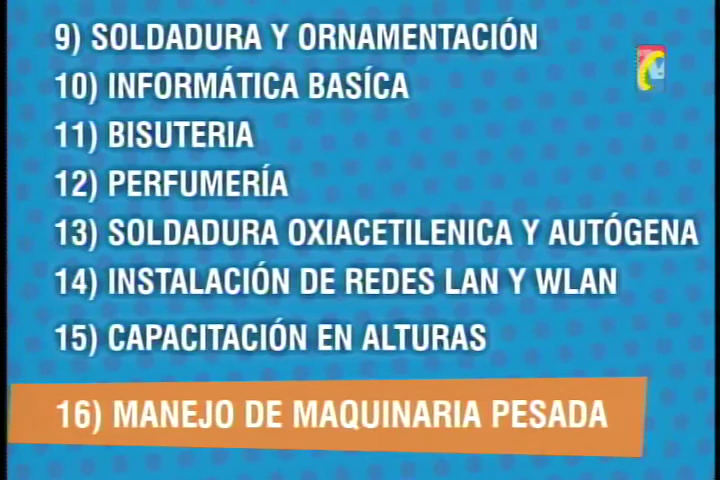 9) SOLDADURA Y ORNAMENTACIÓN
10) INFORMÁTICA BASÍCA
11) BISUTERIA
12) PERFUMERÍA
13) SOLDADURA OXIACETILENICA Y AUTÓGENA
14) INSTALACIÓN DE REDES LAN Y WLAN
15) CAPACITACIÓN EN ALTURAS
16) MANEJO DE MAQUINARIA PESADA